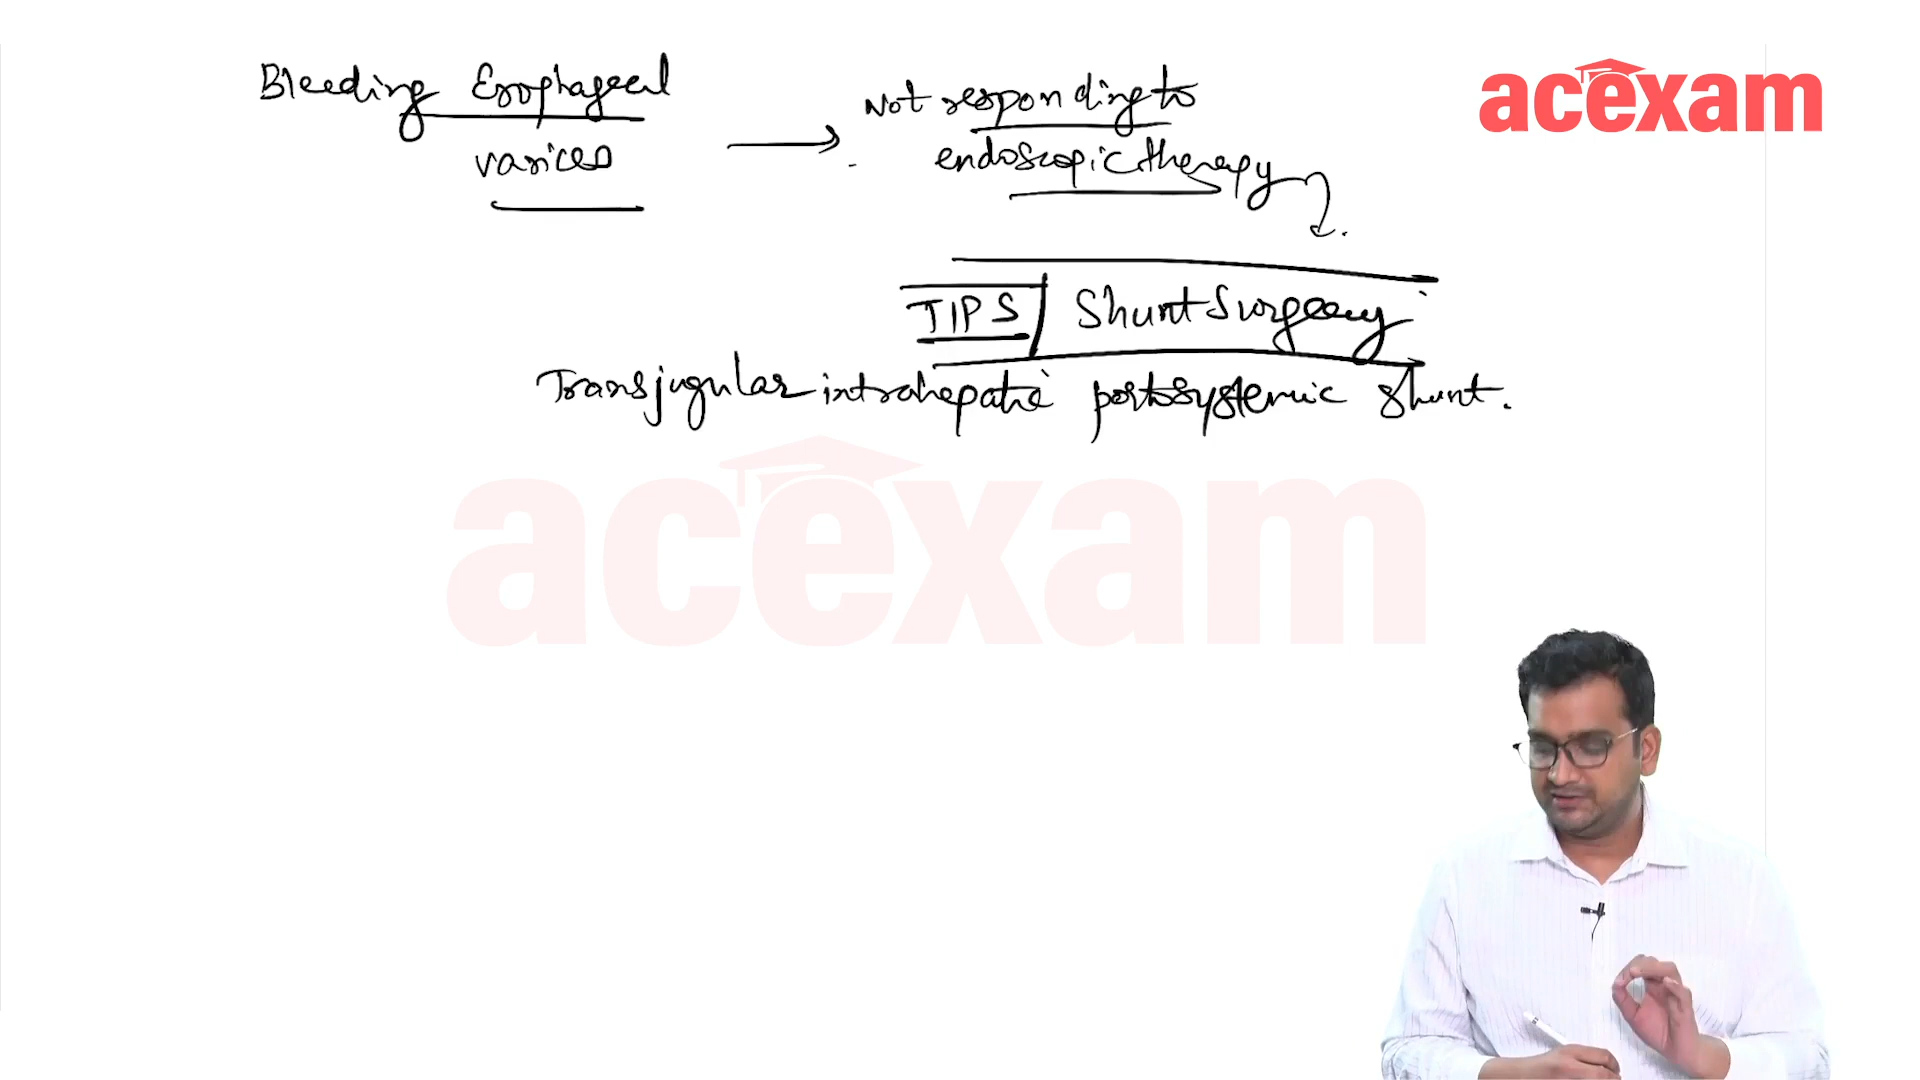 acexam
Bleeding Esophageal
varices
Not responding to
endoscopic therapy
TIPS | Shunt Surgery
Transjugular intrahepatic portosystemic shunt.
acexam